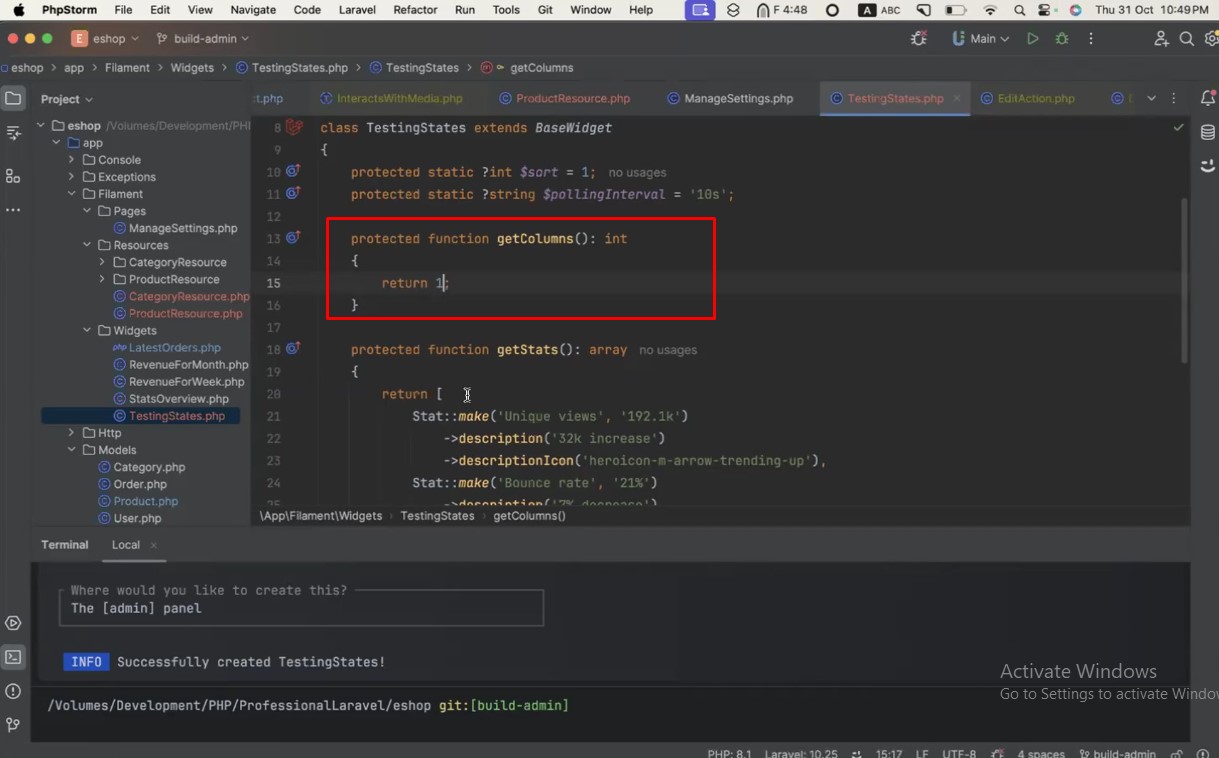 PhpStorm File Edit View Navigate Code Laravel Refactor Run Tools Git Window Help F 4:48 A ABC Thu 31 Oct 10:49 PM
E eshop build-admin Main
eshop > app > Filament > Widgets > TestingStates.php > TestingStates > getColumns
Project
t.php InteractsWithMedia.php ProductResource.php ManageSettings.php TestingStates.php EditAction.php
eshop /Volumes/Development/PHI
app
Console
Exceptions
Filament
Pages
ManageSettings.php
Resources
CategoryResource
ProductResource
CategoryResource.php
ProductResource.php
Widgets
LatestOrders.php
RevenueForMonth.php
RevenueForWeek.php
StatsOverview.php
TestingStates.php
Http
Models
Category.php
Order.php
Product.php
User.php
8 class TestingStates extends BaseWidget
9 {
10 protected static ?int $sort = 1; no usages
11 protected static ?string $pollingInterval = '10s';
12
13 protected function getColumns(): int
14 {
15 return 1;
16 }
17
18 protected function getStats(): array no usages
19 {
20 return [
21 Stat::make('Unique views', '192.1k')
22 ->description('32k increase')
23 ->descriptionIcon('heroicon-m-arrow-trending-up'),
24 Stat::make('Bounce rate', '21%')
25 ->description('7% decrease')
\App\Filament\Widgets > TestingStates > getColumns()
Terminal Local
Where would you like to create this?
The [admin] panel
INFO Successfully created TestingStates!
/Volumes/Development/PHP/ProfessionalLaravel/eshop git:[build-admin]
Activate Windows
Go to Settings to activate Windo
PHP: 8.1 Laravel: 10.25 15:17 LF UTF-8 4 spaces build-admin